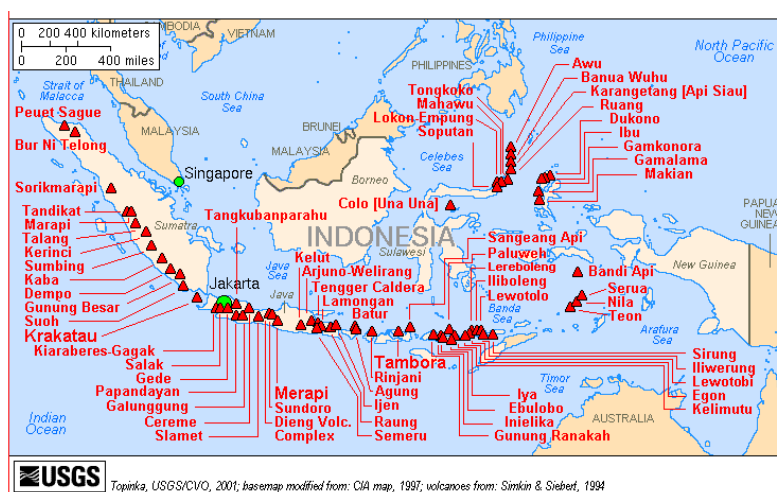 0 200 400 kilometers
0 200 400 miles
CAMBODIA
VIETNAM
THAILAND
Strait of
Malacca
South China
Sea
MALAYSIA
BRUNEI
MALAYSIA
PHILIPPINES
Philippine
Sea
North Pacific
Ocean
Peuet Sague
Bur Ni Telong
Singapore
Sorikmarapi
Tandikat
Marapi
Talang
Kerinci
Sumbing
Kaba
Dempo
Gunung Besar
Suoh
Krakatau
Kiaraberes-Gagak
Salak
Gede
Papandayan
Galunggung
Cereme
Slamet
Sumatra
Tangkubanparahu
Jakarta
Java
Sea
Java
Borneo
INDONESIA
Celebes
Sea
Sulawesi
Colo [Una Una]
Tongkoko
Mahawu
Lokon-Empung
Soputan
Awu
Banua Wuhu
Karangetang [Api Siau]
Ruang
Dukono
Ibu
Gamkonora
Gamalama
Makian
Kelut
Arjuno Welirang
Tengger Caldera
Lamongan
Batur
Merapi
Sundoro
Dieng Volc.
Complex
Tambora
Rinjani
Agung
Ijen
Raung
Semeru
Sangeang Api
Paluweh
Lereboleng
Iliboleng
Lewotolo
Banda
Sea
Bandi Api
Serua
Nila
Teon
New Guinea
PAPUA
NEW
GUINEA
Arafura
Sea
Sirung
Iliwerung
Lewotobi
Egon
Kelimutu
Iya
Ebulobo
Inielika
Gunung Ranakah
Timor
Sea
AUSTRALIA
Indian
Ocean
USGS
Topinka, USGS/CVO, 2001; basemap modified from: CIA map, 1997; volcanoes from: Simkin & Siebert, 1994